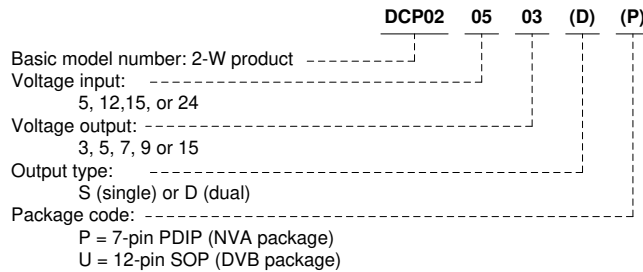 DCP02 05 03 (D) (P)
Basic model number: 2-W product
Voltage input:
5, 12,15, or 24
Voltage output:
3, 5, 7, 9 or 15
Output type:
S (single) or D (dual)
Package code:
P = 7-pin PDIP (NVA package)
U = 12-pin SOP (DVB package)